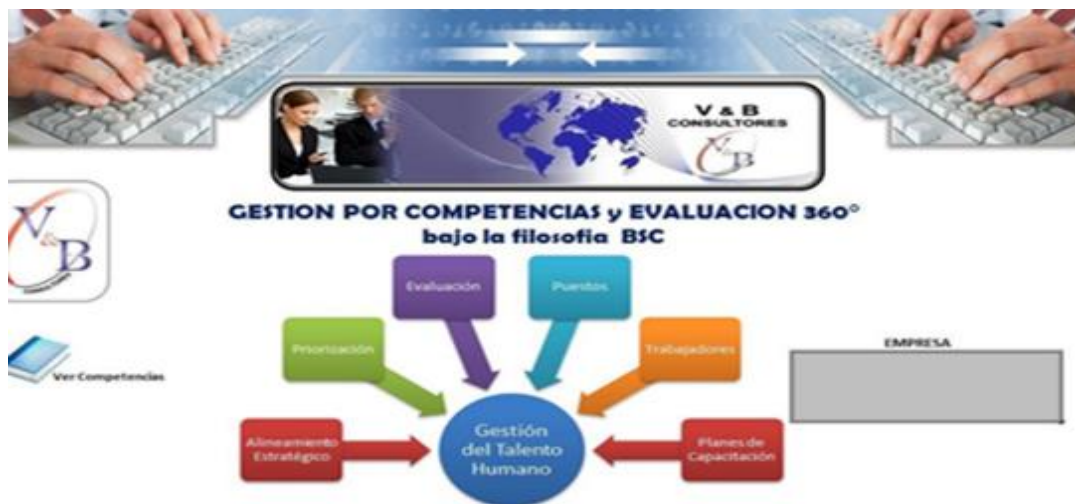 V & B
CONSULTORES
V&B
GESTION POR COMPETENCIAS y EVALUACION 360°
bajo la filosofia BSC
V&B
Evaluación
Puestos
Priorización
Trabajadores
EMPRESA
Ver Competencias
Alineamiento
Estratégico
Gestión
del Talento
Humano
Planes de
Capacitación